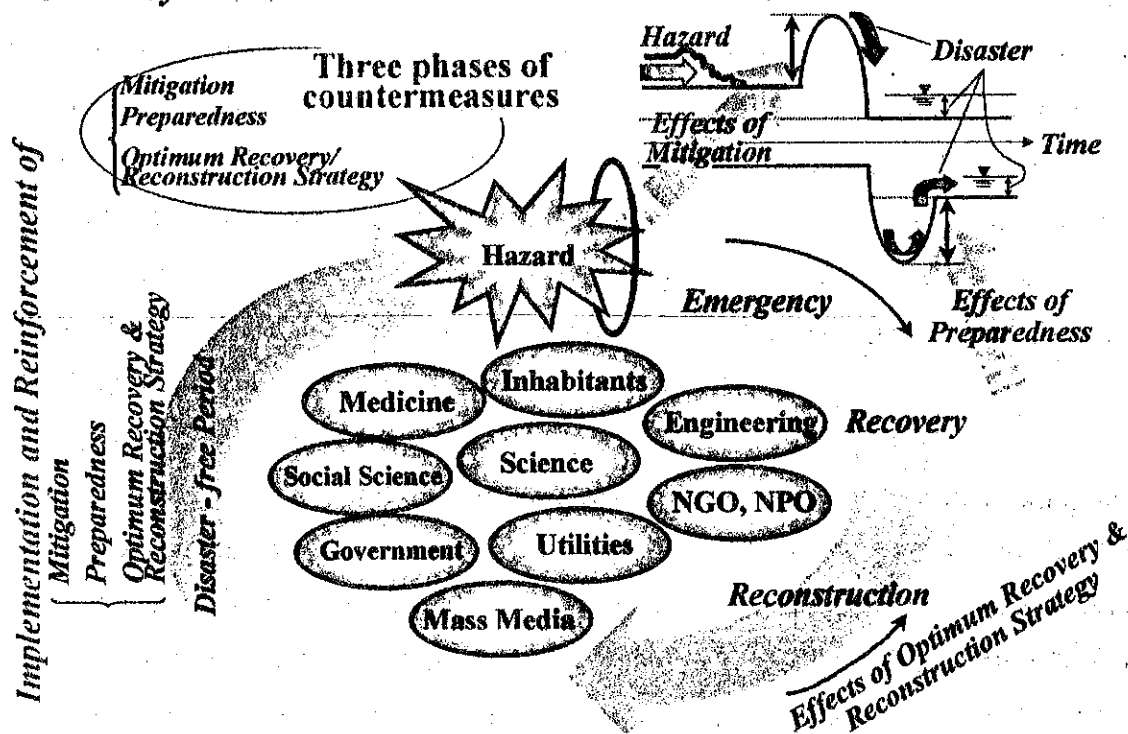 Three phases of
countermeasures
Mitigation
Preparedness
Optimum Recovery/
Reconstruction Strategy
Hazard
Disaster
Effects of
Mitigation
Time
Hazard
Emergency
Effects of
Preparedness
Implementation and Reinforcement of
Mitigation
Preparedness
Optimum Recovery &
Reconstruction Strategy
Disaster - free Period
Inhabitants
Medicine
Engineering
Recovery
Science
Social Science
NGO, NPO
Government
Utilities
Mass Media
Reconstruction
Effects of Optimum Recovery &
Reconstruction Strategy